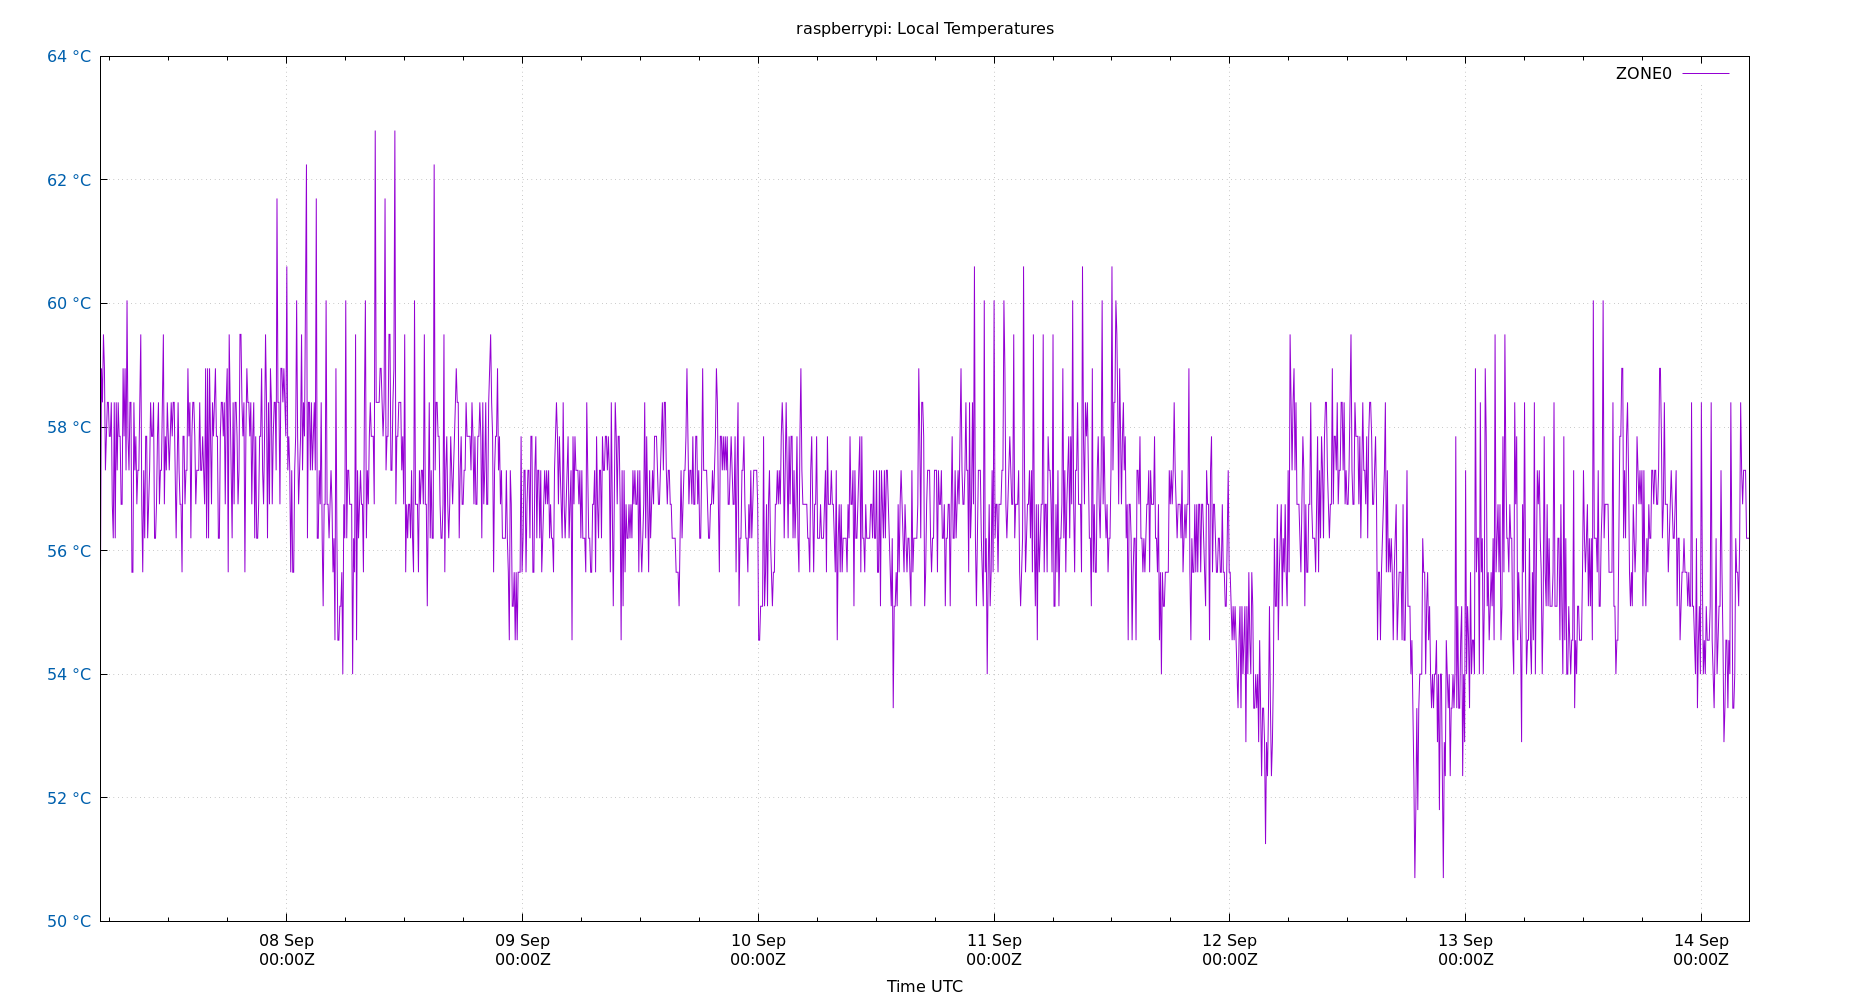 raspberrypi: Local Temperatures
64 °C
ZONE0
62 °C
60 °C
58 °C
56 °C
54 °C
52 °C
50 °C
08 Sep 09 Sep 10 Sep 11 Sep 12 Sep 13 Sep 14 Sep
00:00Z 00:00Z 00:00Z 00:00Z 00:00Z 00:00Z 00:00Z
Time UTC